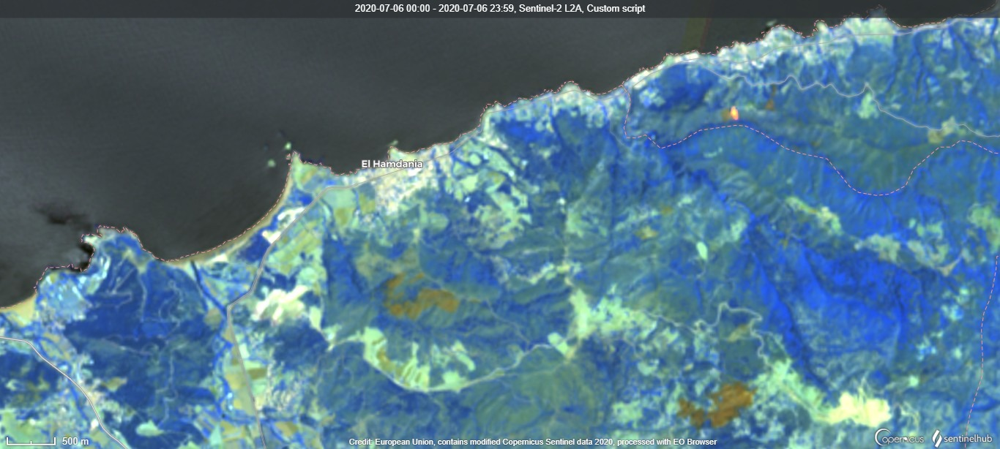 2020-07-06 00:00 - 2020-07-06 23:59, Sentinel-2 L2A, Custom script
El Hamdania
500 m
Credit: European Union, contains modified Copernicus Sentinel data 2020, processed with EO Browser
Copernicus
sentinelhub